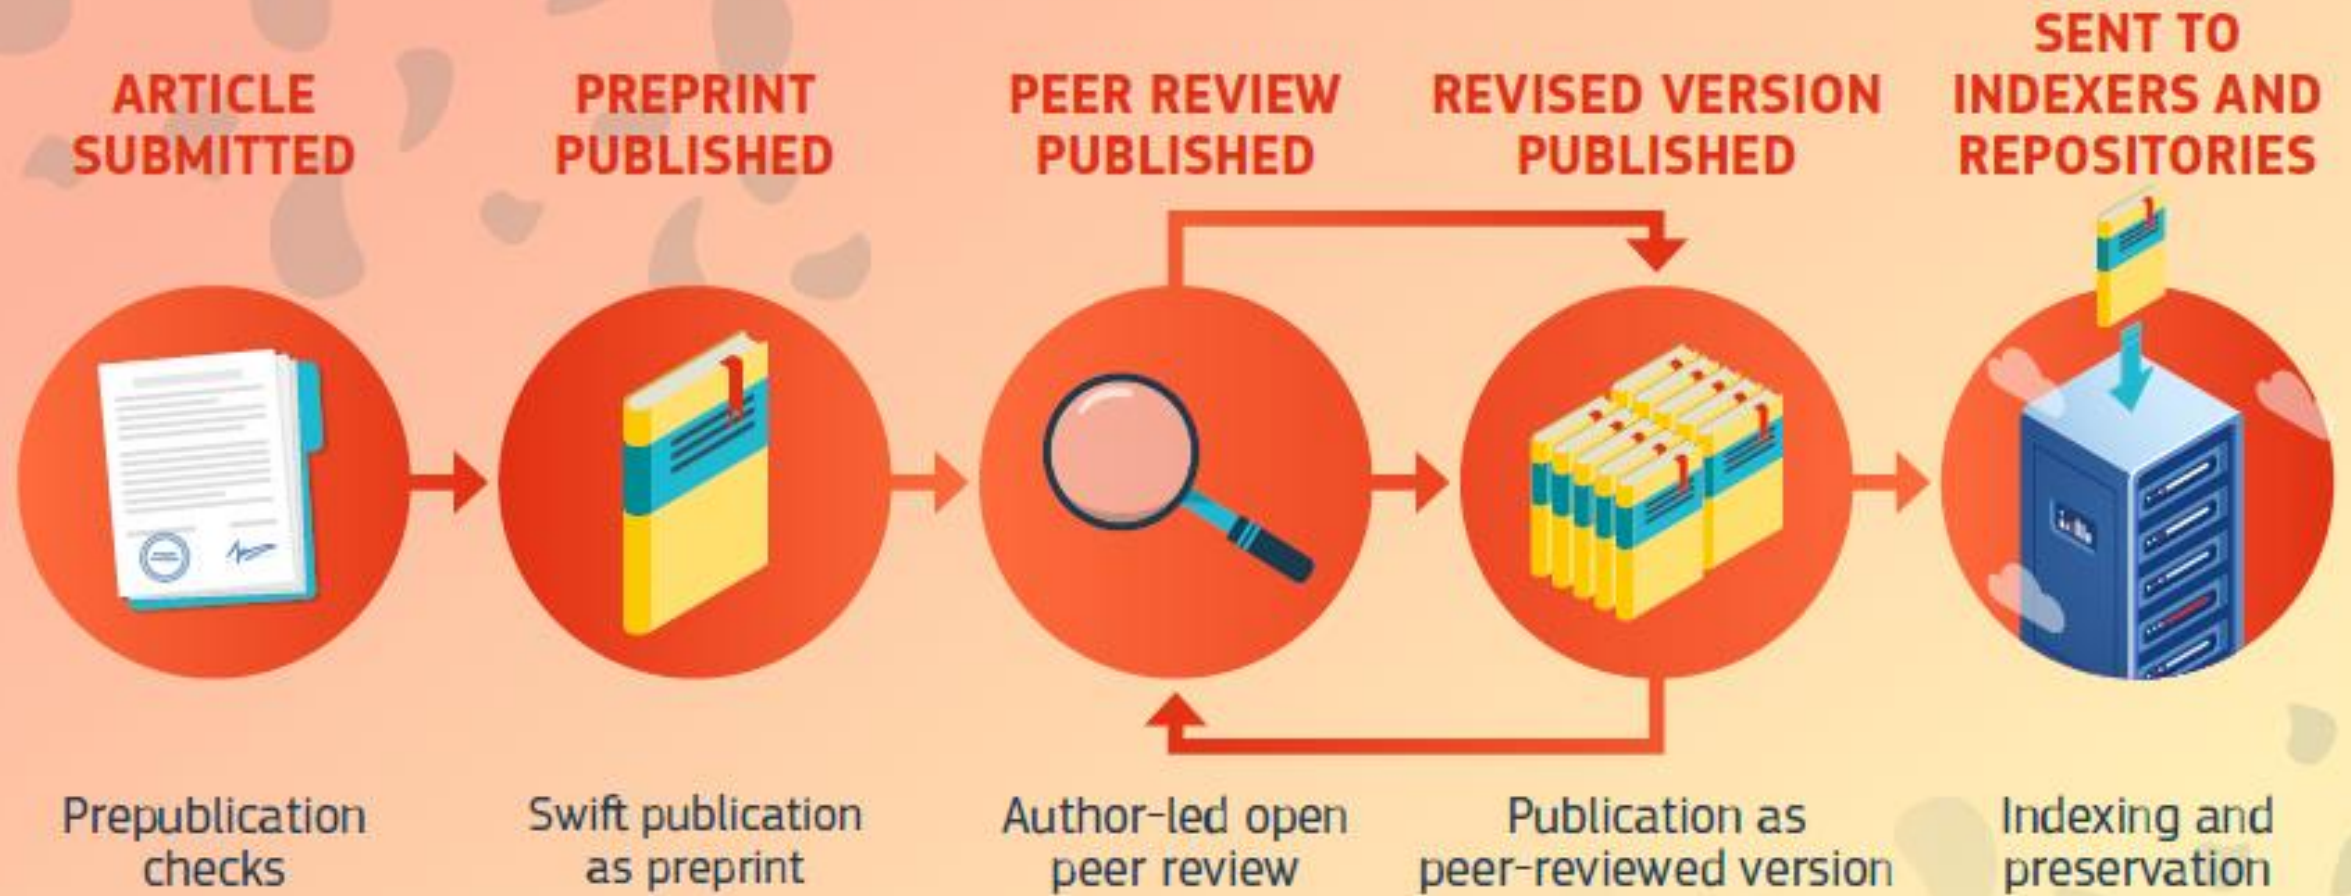 ARTICLE
SUBMITTED
PREPRINT
PUBLISHED
PEER REVIEW
PUBLISHED
REVISED VERSION
PUBLISHED
SENT TO
INDEXERS AND
REPOSITORIES
Prepublication
checks
Swift publication
as preprint
Author-led open
peer review
Publication as
peer-reviewed version
Indexing and
preservation